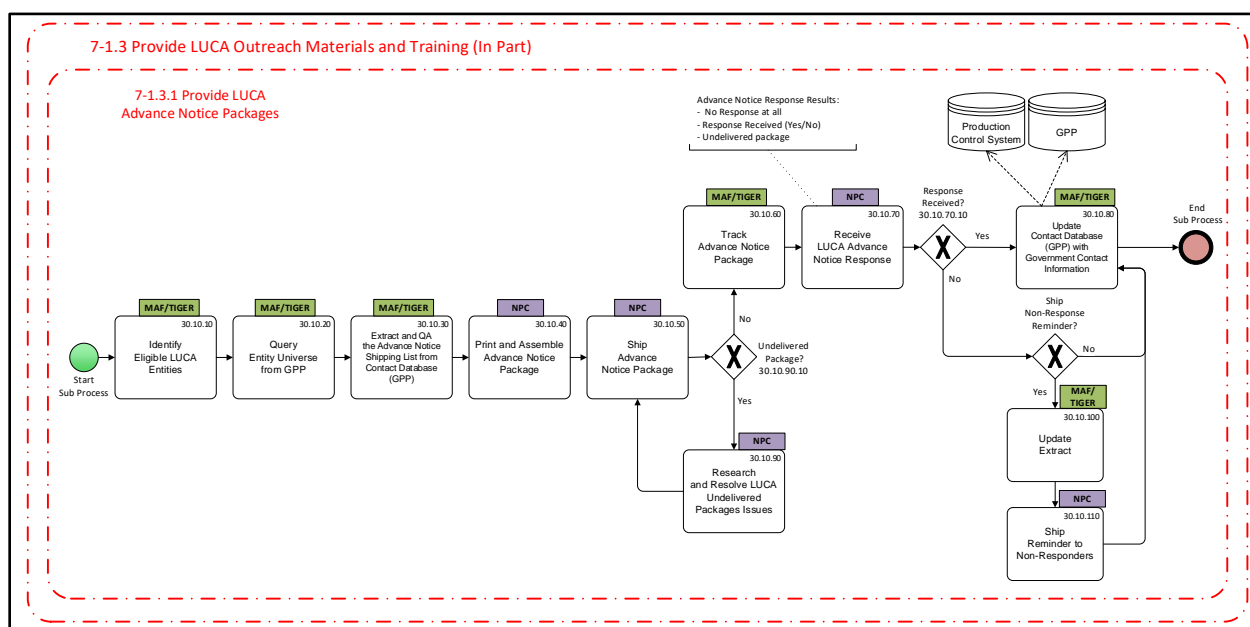 7-1.3 Provide LUCA Outreach Materials and Training (In Part)
7-1.3.1 Provide LUCA
Advance Notice Packages
Advance Notice Response Results:
- No Response at all
- Response Received (Yes/No)
- Undelivered package
Production
Control System
GPP
MAF/TIGER
30.10.60
Track
Advance Notice
Package
NPC
30.10.70
Receive
LUCA Advance
Notice Response
Response
Received?
30.10.70.10
Yes
No
MAF/TIGER
30.10.80
Update
Contact Database
(GPP) with
Government Contact
Information
End
Sub Process
Start
Sub Process
MAF/TIGER
30.10.10
Identify
Eligible LUCA
Entities
MAF/TIGER
30.10.20
Query
Entity Universe
from GPP
MAF/TIGER
30.10.30
Extract and QA
the Advance Notice
Shipping List from
Contact Database
(GPP)
NPC
30.10.40
Print and Assemble
Advance Notice
Package
NPC
30.10.50
Ship
Advance
Notice Package
No
Undelivered
Package?
30.10.90.10
Yes
NPC
30.10.90
Research
and Resolve LUCA
Undelivered
Packages Issues
Ship
Non-Response
Reminder?
No
Yes
MAF/
TIGER
30.10.100
Update
Extract
NPC
30.10.110
Ship
Reminder to
Non-Responders